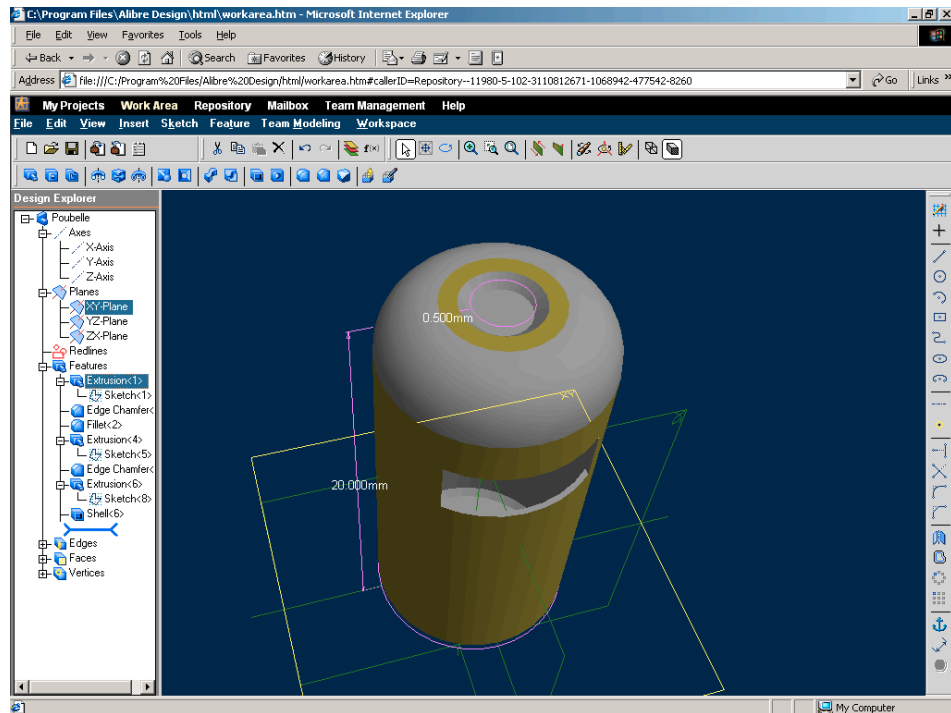 C:\Program Files\Alibre Design\html\workarea.htm - Microsoft Internet Explorer
File Edit View Favorites Tools Help
Back Search Favorites History
Address file:///C:/Program%20Files/Alibre%20Design/html/workarea.htm#callerID=Repository--11980-5-102-3110812671-1068942-477542-8260 Go Links »
My Projects Work Area Repository Mailbox Team Management Help
File Edit View Insert Sketch Feature Team Modeling Workspace
f(x)
Design Explorer
Poubelle
Axes
X-Axis
Y-Axis
Z-Axis
Planes
XY-Plane
YZ-Plane
ZX-Plane
Redlines
Features
Extrusion<1>
Sketch<1>
Edge Chamfer<
Fillet<2>
Extrusion<4>
Sketch<5>
Edge Chamfer<
Extrusion<6>
Sketch<8>
Shell<6>
Edges
Faces
Vertices
0.500mm
XY
20.000mm
My Computer